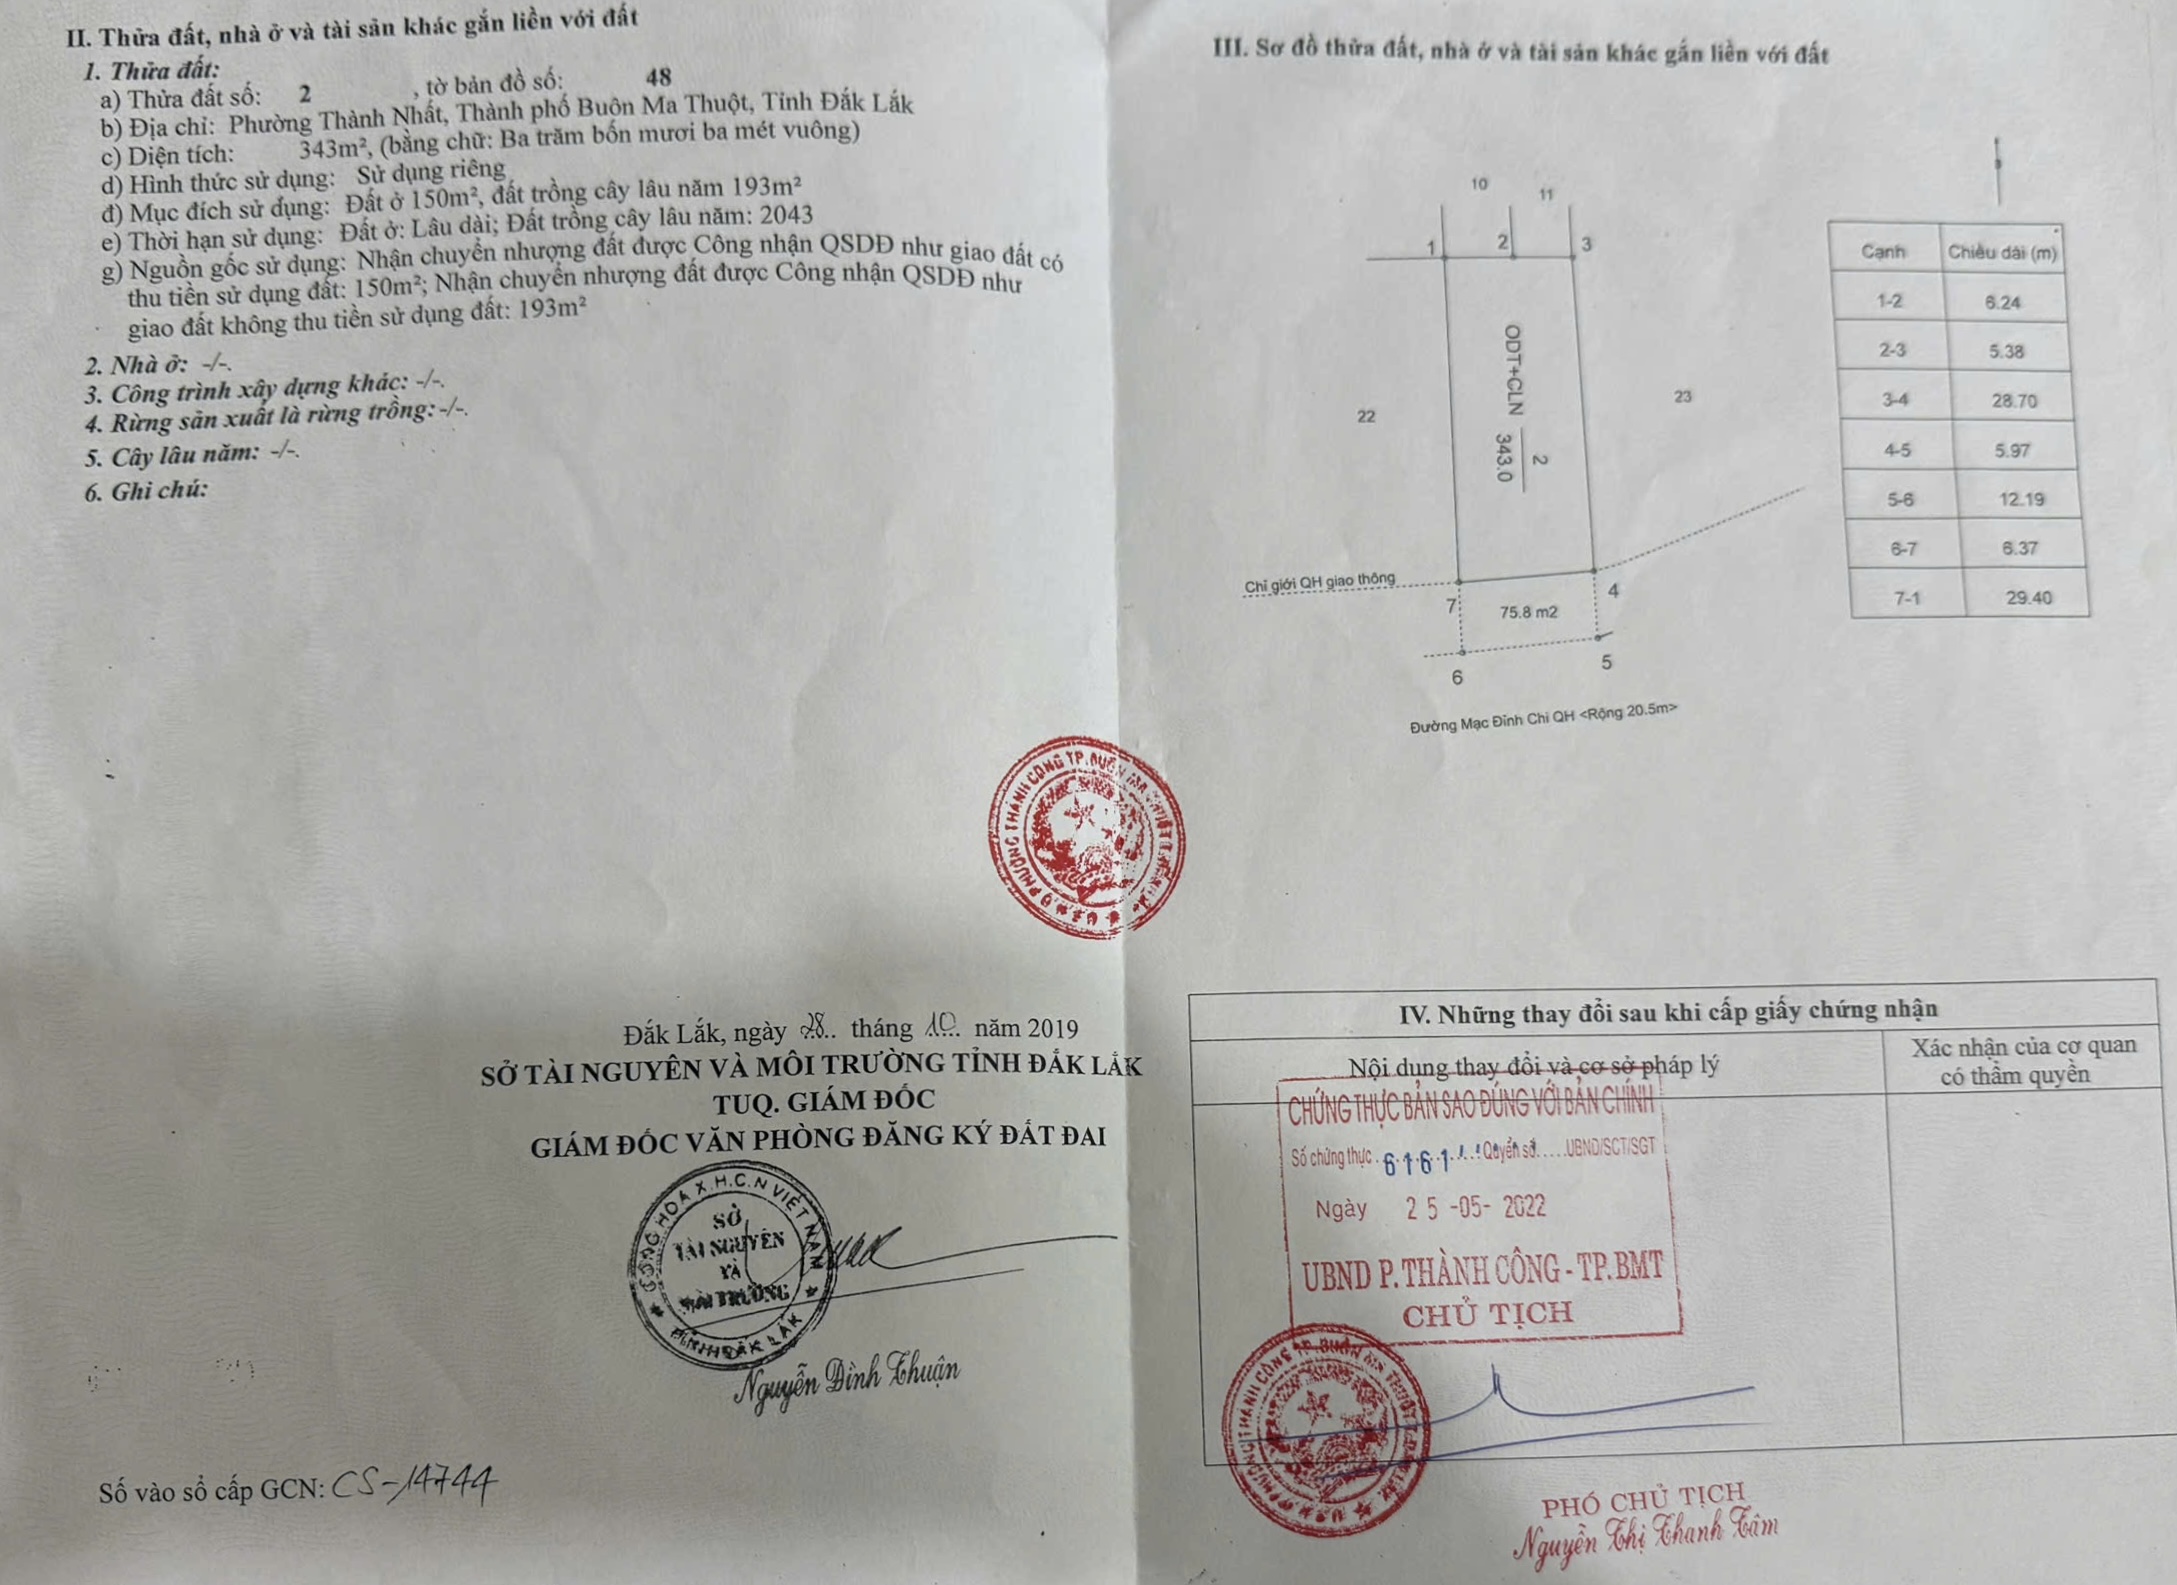 II. Thửa đất, nhà ở và tài sản khác gắn liền với đất
1. Thửa đất:
a) Thửa đất số: 2 , tờ bản đồ số: 48
b) Địa chỉ: Phường Thành Nhất, Thành phố Buôn Ma Thuột, Tỉnh Đắk Lắk
c) Diện tích: 343m², (bằng chữ: Ba trăm bốn mươi ba mét vuông)
d) Hình thức sử dụng: Sử dụng riêng
đ) Mục đích sử dụng: Đất ở 150m², đất trồng cây lâu năm 193m²
e) Thời hạn sử dụng: Đất ở: Lâu dài; Đất trồng cây lâu năm: 2043
g) Nguồn gốc sử dụng: Nhận chuyển nhượng đất được Công nhận QSDĐ như giao đất có
thu tiền sử dụng đất: 150m²; Nhận chuyển nhượng đất được Công nhận QSDĐ như
giao đất không thu tiền sử dụng đất: 193m²
2. Nhà ở: -/-.
3. Công trình xây dựng khác: -/-.
4. Rừng sản xuất là rừng trồng: -/-.
5. Cây lâu năm: -/-.
6. Ghi chú:
Đắk Lắk, ngày 28.. tháng 10... năm 2019
SỞ TÀI NGUYÊN VÀ MÔI TRƯỜNG TỈNH ĐẮK LẮK
TUQ. GIÁM ĐỐC
GIÁM ĐỐC VĂN PHÒNG ĐĂNG KÝ ĐẤT ĐAI
CỘNG HOÀ X.H.C.N VIỆT NAM
SỞ
TÀI NGUYÊN
VÀ
MÔI TRƯỜNG
TỈNH ĐẮK LẮK
Nguyễn Đình Thuận
Số vào sổ cấp GCN: CS-14744
III. Sơ đồ thửa đất, nhà ở và tài sản khác gắn liền với đất
10
11
1
2
3
ODT+CLN
2
343.0
22
23
Chỉ giới QH giao thông
7
4
75.8 m2
6
5
Đường Mạc Đĩnh Chi QH <Rộng 20.5m>
Cạnh Chiều dài (m)
1-2 6.24
2-3 5.38
3-4 28.70
4-5 5.97
5-6 12.19
6-7 6.37
7-1 29.40
IV. Những thay đổi sau khi cấp giấy chứng nhận
Nội dung thay đổi và cơ sở pháp lý
Xác nhận của cơ quan
có thẩm quyền
CHỨNG THỰC BẢN SAO ĐÚNG VỚI BẢN CHÍNH
Số chứng thực 6161 Quyển số.....UBND/SCT/SGT
Ngày 25 -05- 2022
UBND P. THÀNH CÔNG - TP. BMT
CHỦ TỊCH
PHÓ CHỦ TỊCH
Nguyễn Thị Thanh Tâm